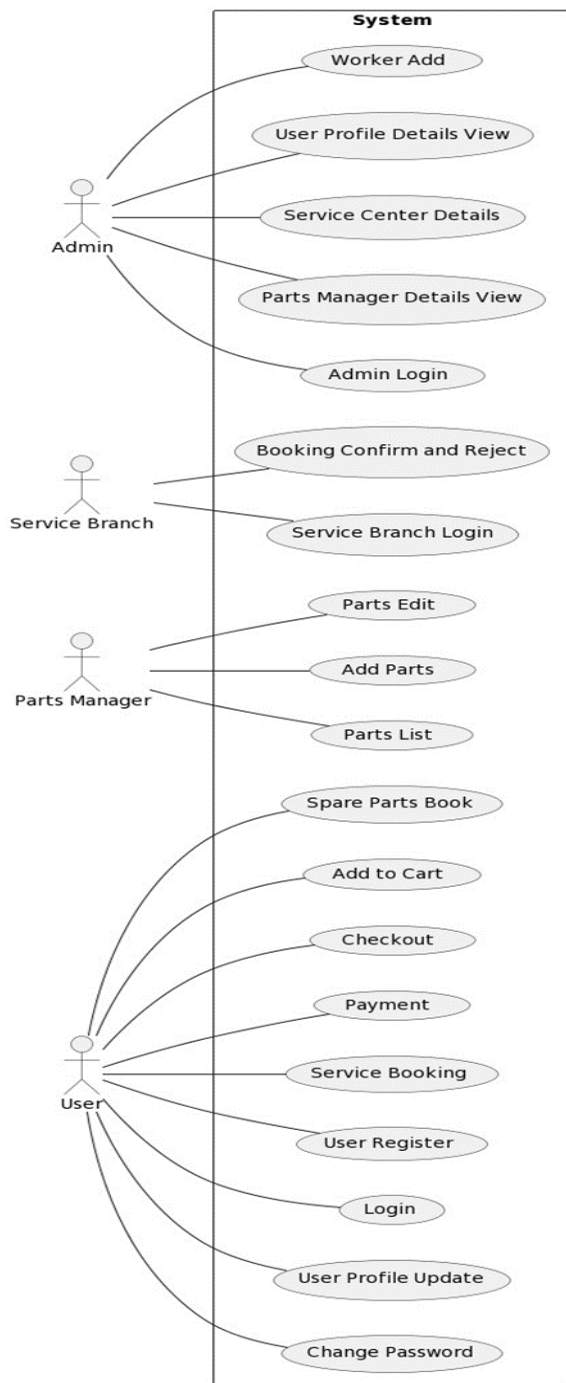 System
Worker Add
User Profile Details View
Service Center Details
Admin
Parts Manager Details View
Admin Login
Booking Confirm and Reject
Service Branch
Service Branch Login
Parts Edit
Add Parts
Parts Manager
Parts List
Spare Parts Book
Add to Cart
Checkout
Payment
Service Booking
User
User Register
Login
User Profile Update
Change Password